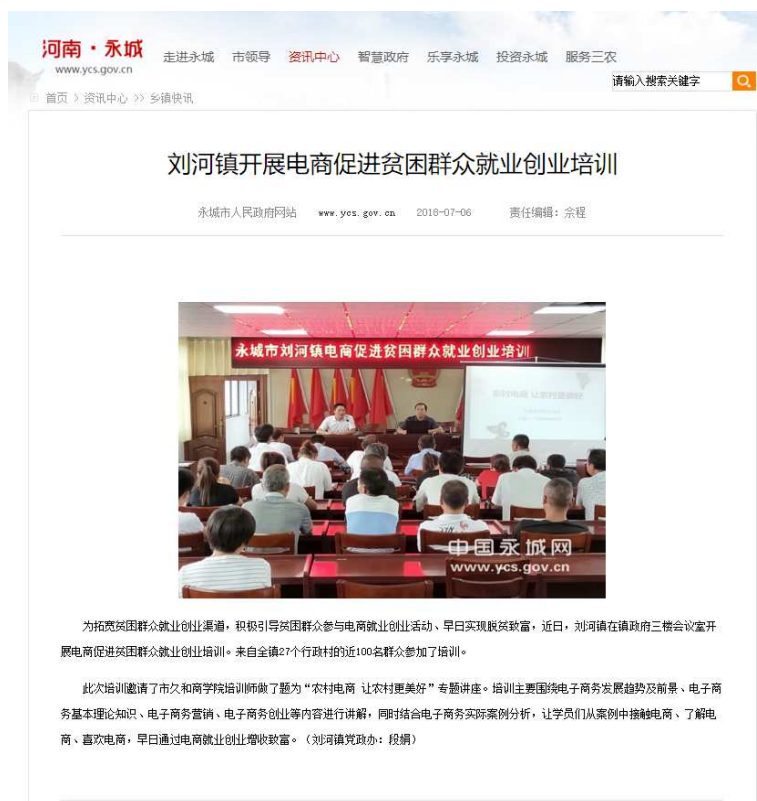 河南·永城
www.ycs.gov.cn
走进永城 市领导 资讯中心 智慧政府 乐享永城 投资永城 服务三农
请输入搜索关键字
首页 > 资讯中心 >> 乡镇快讯
刘河镇开展电商促进贫困群众就业创业培训
永城市人民政府网站 www.ycs.gov.cn 2018-07-06 责任编辑：佘程
永城市刘河镇电商促进贫困群众就业创业培训
农村电商 让农村更美好
中国永城网
www.ycs.gov.cn
为拓宽贫困群众就业创业渠道，积极引导贫困群众参与电商就业创业活动、早日实现脱贫致富，近日，刘河镇在镇政府三楼会议室开
展电商促进贫困群众就业创业培训。来自全镇27个行政村的近100名群众参加了培训。
此次培训邀请了市久和商学院培训师做了题为“农村电商 让农村更美好”专题讲座。培训主要围绕电子商务发展趋势及前景、电子商
务基本理论知识、电子商务营销、电子商务创业等内容进行讲解，同时结合电子商务实际案例分析，让学员们从案例中接触电商、了解电
商、喜欢电商，早日通过电商就业创业增收致富。（刘河镇党政办：段娟）